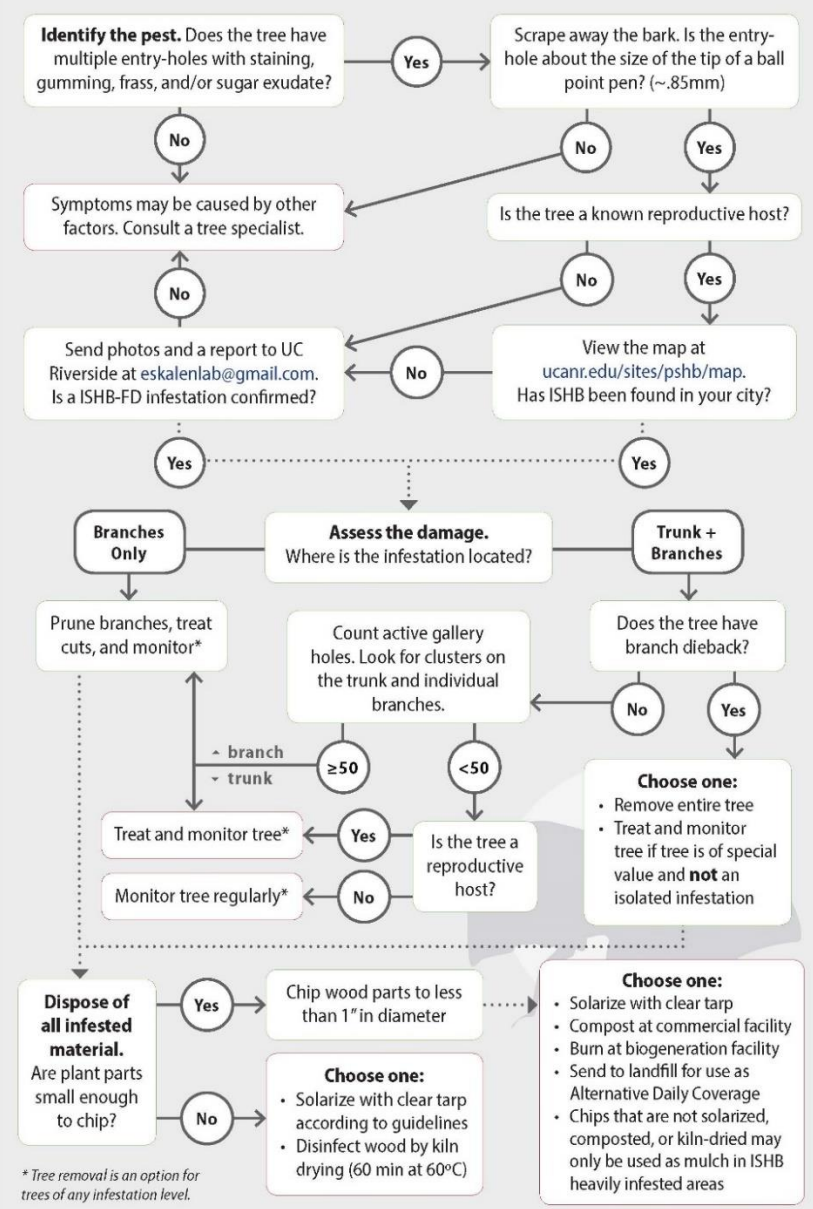 Identify the pest. Does the tree have
multiple entry-holes with staining,
gumming, frass, and/or sugar exudate?
Yes
Scrape away the bark. Is the entry-
hole about the size of the tip of a ball
point pen? (~.85mm)
No
No
Yes
Symptoms may be caused by other
factors. Consult a tree specialist.
Is the tree a known reproductive host?
No
No
Yes
Send photos and a report to UC
Riverside at eskalenlab@gmail.com.
Is a ISHB-FD infestation confirmed?
No
View the map at
ucanr.edu/sites/pshb/map.
Has ISHB been found in your city?
Yes
Yes
Branches
Only
Assess the damage.
Where is the infestation located?
Trunk +
Branches
Prune branches, treat
cuts, and monitor*
Count active gallery
holes. Look for clusters on
the trunk and individual
branches.
Does the tree have
branch dieback?
No
Yes
branch
trunk
≥50
<50
Choose one:
• Remove entire tree
• Treat and monitor
tree if tree is of special
value and not an
isolated infestation
Treat and monitor tree*
Yes
Is the tree a
reproductive
host?
Monitor tree regularly*
No
Dispose of
all infested
material.
Are plant parts
small enough
to chip?
Yes
Chip wood parts to less
than 1" in diameter
No
Choose one:
• Solarize with clear tarp
according to guidelines
• Disinfect wood by kiln
drying (60 min at 60ºC)
Choose one:
• Solarize with clear tarp
• Compost at commercial facility
• Burn at biogeneration facility
• Send to landfill for use as
Alternative Daily Coverage
• Chips that are not solarized,
composted, or kiln-dried may
only be used as mulch in ISHB
heavily infested areas
* Tree removal is an option for
trees of any infestation level.